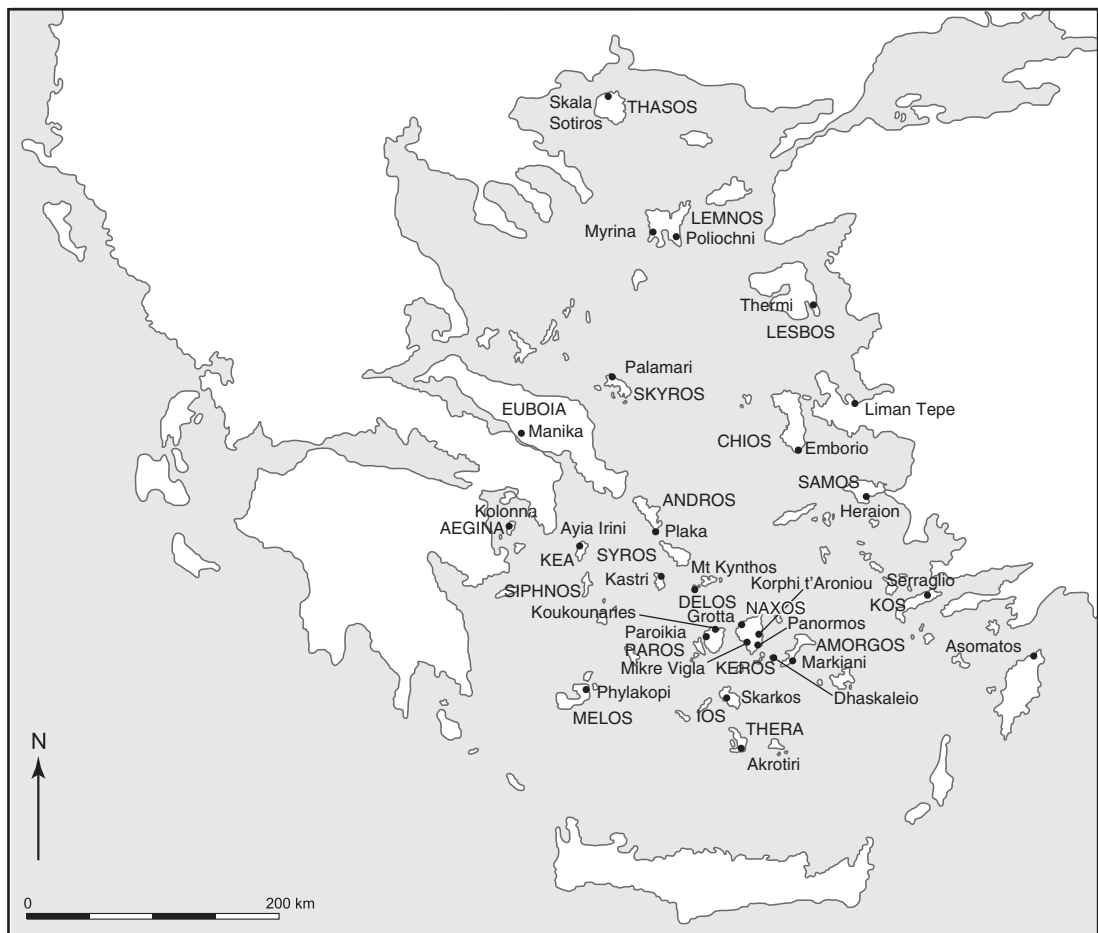 Skala
Sotiros
THASOS
LEMNOS
Myrina
Poliochni
Thermi
LESBOS
Palamari
SKYROS
EUBOIA
Manika
Liman Tepe
CHIOS
Emborio
SAMOS
Heraion
ANDROS
Kolonna
AEGINA
Ayia Irini
Plaka
KEA
SYROS
Mt Kynthos
Kastri
Korphi t’Aroniou
Serraglio
SIPHNOS
DELOS
KOS
Koukounaries
Grotta
NAXOS
Panormos
Paroikia
PAROS
AMORGOS
Asomatos
Mikre Vigla
KEROS
Markiani
Phylakopi
Skarkos
Dhaskaleio
MELOS
IOS
THERA
N
Akrotiri
0
200 km